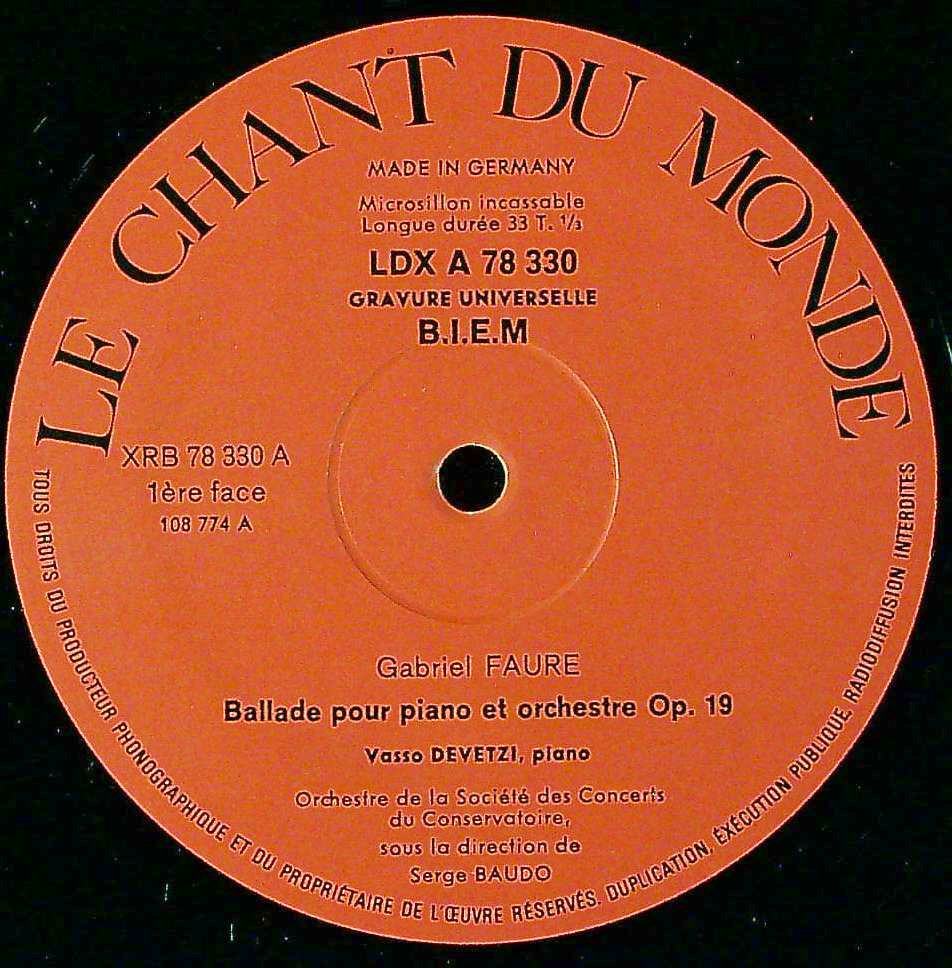 LE CHANT DU MONDE
MADE IN GERMANY
Microsillon incassable
Longue durée 33 T. 1/3
LDX A 78 330
GRAVURE UNIVERSELLE
B.I.E.M
XRB 78 330 A
1ère face
108 774 A
Gabriel FAURE
Ballade pour piano et orchestre Op. 19
Vasso DEVETZI, piano
Orchestre de la Société des Concerts
du Conservatoire,
sous la direction de
Serge BAUDO
TOUS DROITS DU PRODUCTEUR PHONOGRAPHIQUE ET DU PROPRIÉTAIRE DE L'ŒUVRE RÉSERVÉS. DUPLICATION, ÉXÉCUTION PUBLIQUE, RADIODIFFUSION INTERDITES